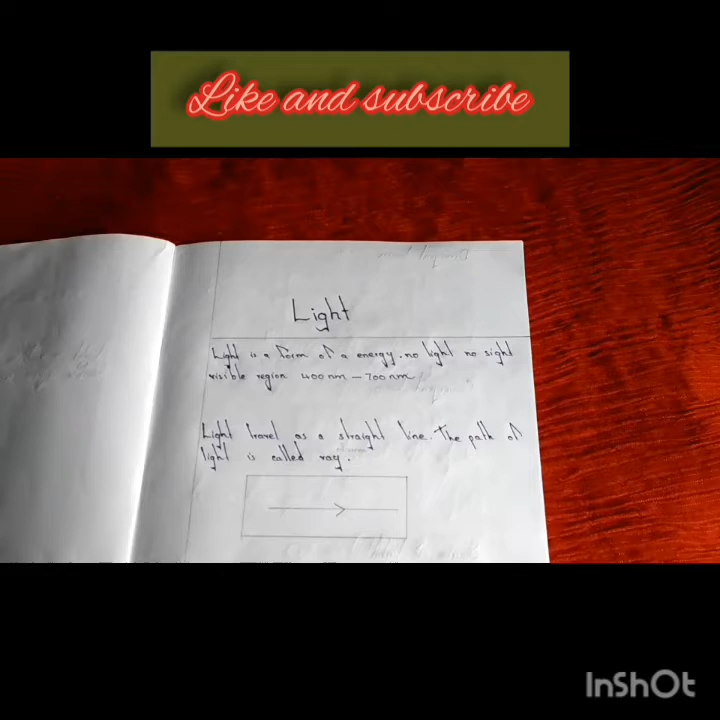 Like and subscribe
Light
Light is a form of a energy. no light no sight
visible region 400 nm - 700 nm
Light travel as a straight line. The path of
light is called ray.
InShOt